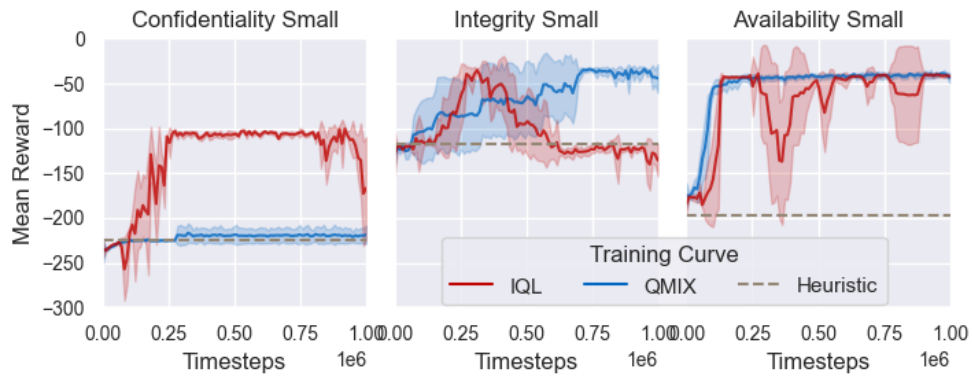 Confidentiality Small
Integrity Small
Availability Small
Mean Reward
0
−50
−100
−150
−200
−250
−300
Training Curve
IQL
QMIX
Heuristic
0.00 0.25 0.50 0.75 1.00
0.00 0.25 0.50 0.75 1.00
0.00 0.25 0.50 0.75 1.00
Timesteps 1e6
Timesteps 1e6
Timesteps 1e6